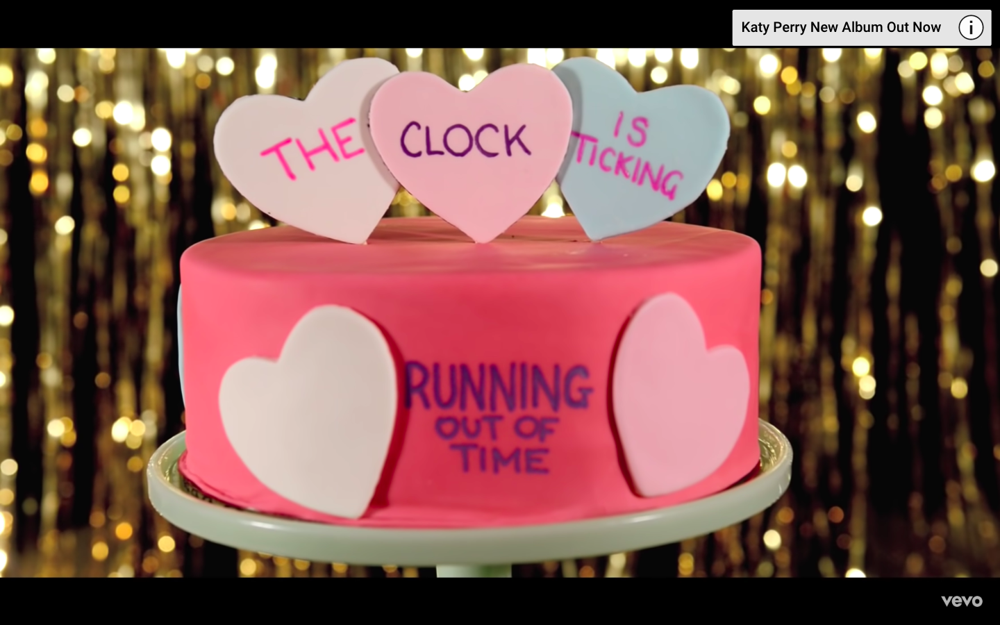 Katy Perry New Album Out Now
THE
CLOCK
IS
TICKING
RUNNING
OUT OF
TIME
vevo